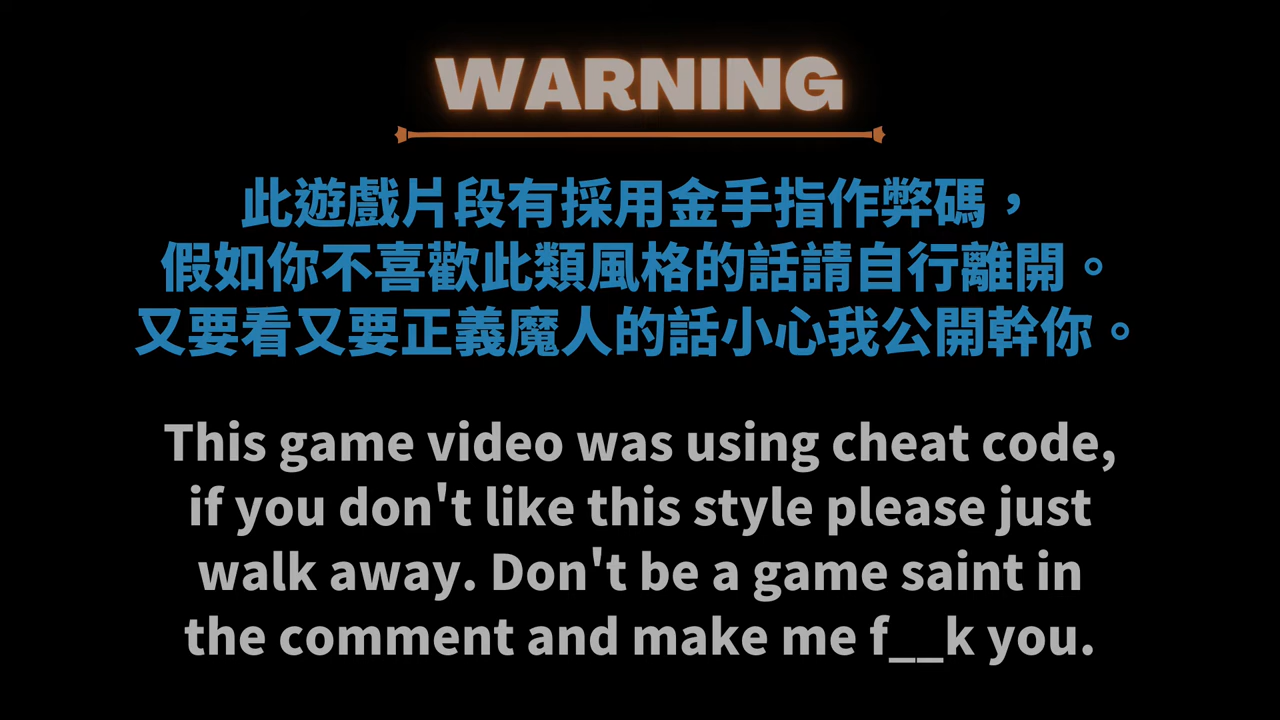 WARNING
此遊戲片段有採用金手指作弊碼，
假如你不喜歡此類風格的話請自行離開。
又要看又要正義魔人的話小心我公開幹你。
This game video was using cheat code,
if you don't like this style please just
walk away. Don't be a game saint in
the comment and make me f__k you.